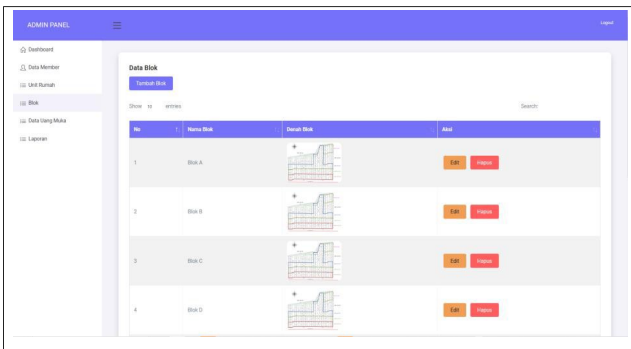 ADMIN PANEL
Logout
Dashboard
Data Member
Unit Rumah
Blok
Data Uang Muka
Laporan
Data Blok
Tambah Blok
Show 10 entries
Search:
No Nama Blok Denah Blok Aksi
1 Blok A Edit Hapus
2 Blok B Edit Hapus
3 Blok C Edit Hapus
4 Blok D Edit Hapus